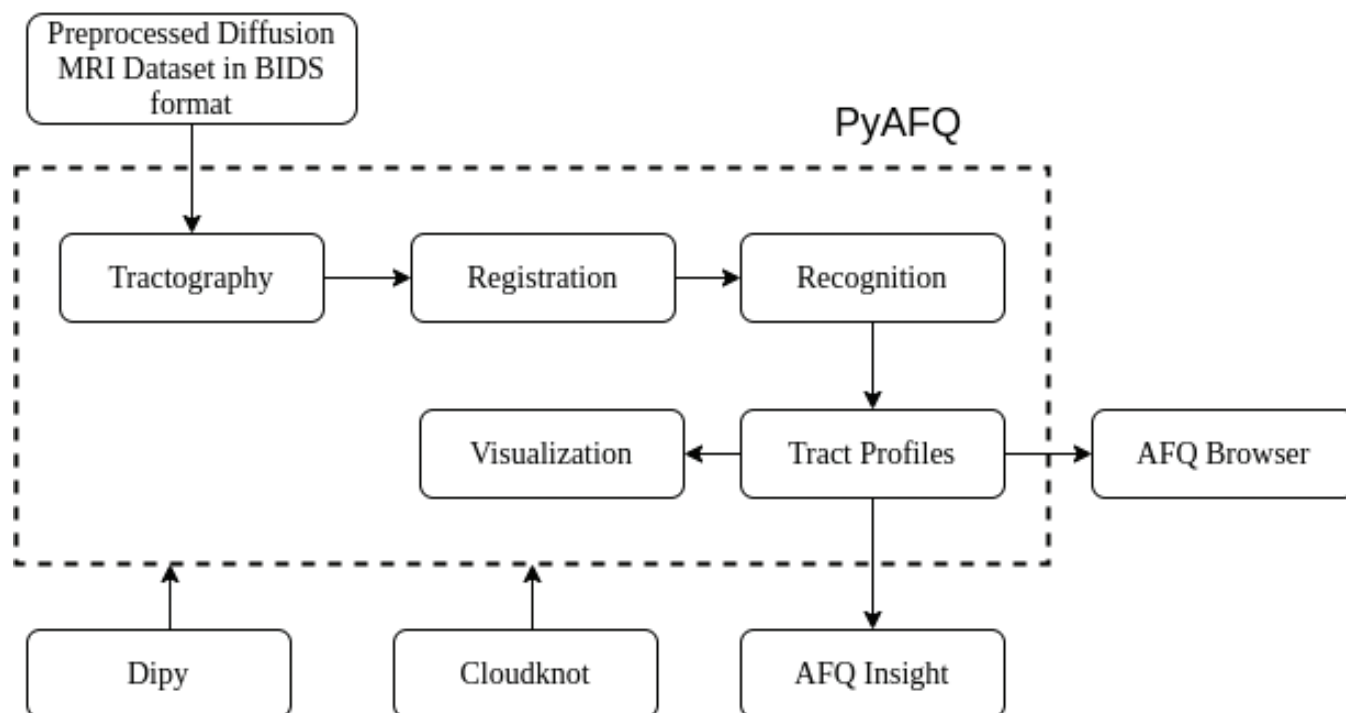 Preprocessed Diffusion
MRI Dataset in BIDS
format
PyAFQ
Tractography
Registration
Recognition
Visualization
Tract Profiles
AFQ Browser
Dipy
Cloudknot
AFQ Insight